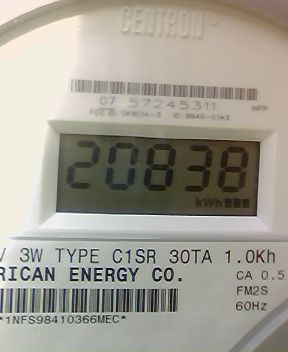 CENTRON®
07 57245311 HPP
20838
kWh
V 3W TYPE C1SR 30TA 1.0Kh
RICAN ENERGY CO.
CA 0.5
FM2S
60Hz
*1NFS98410366MEC*